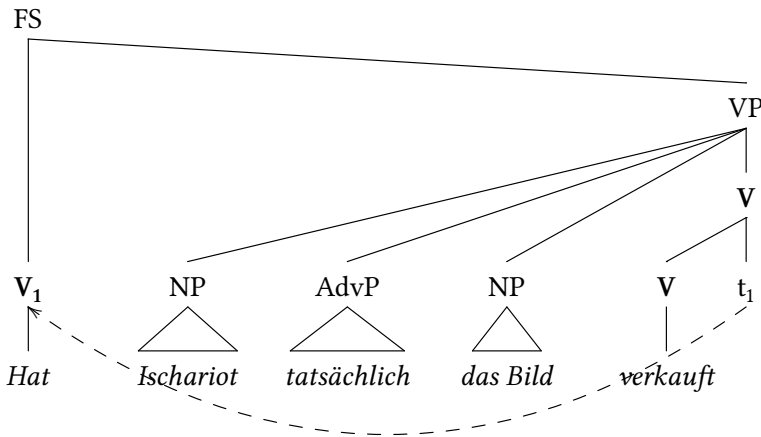 FS
VP
V
V₁ NP AdvP NP V t₁
Hat Ischariot tatsächlich das Bild verkauft